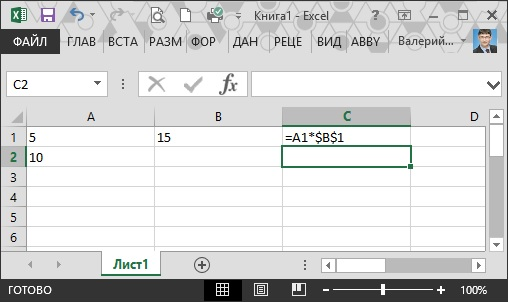 Книга1 - Excel
ФАЙЛ ГЛАВ ВСТА РАЗМ ФОР ДАН РЕЦЕ ВИД ABBY Валерий...
C2 fx
A B C D
1 5 15 =A1*$B$1
2 10
3
4
5
6
Лист1
ГОТОВО 100%